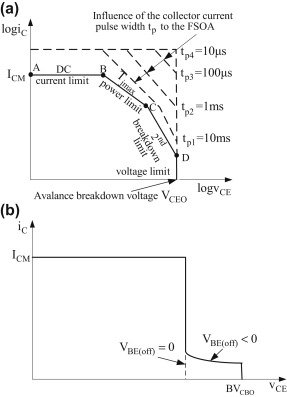 (a)
logi_C
Influence of the collector current
pulse width t_p to the FSOA
t_p4=10μs
I_CM
A
DC
current limit
B
T_jmax
power limit
t_p3=100μs
C
t_p2=1ms
2nd
breakdown
limit
t_p1=10ms
D
voltage limit
logv_CE
Avalance breakdown voltage V_CEO
(b)
i_C
I_CM
V_BE(off)=0
V_BE(off)<0
BV_CBO
v_CE